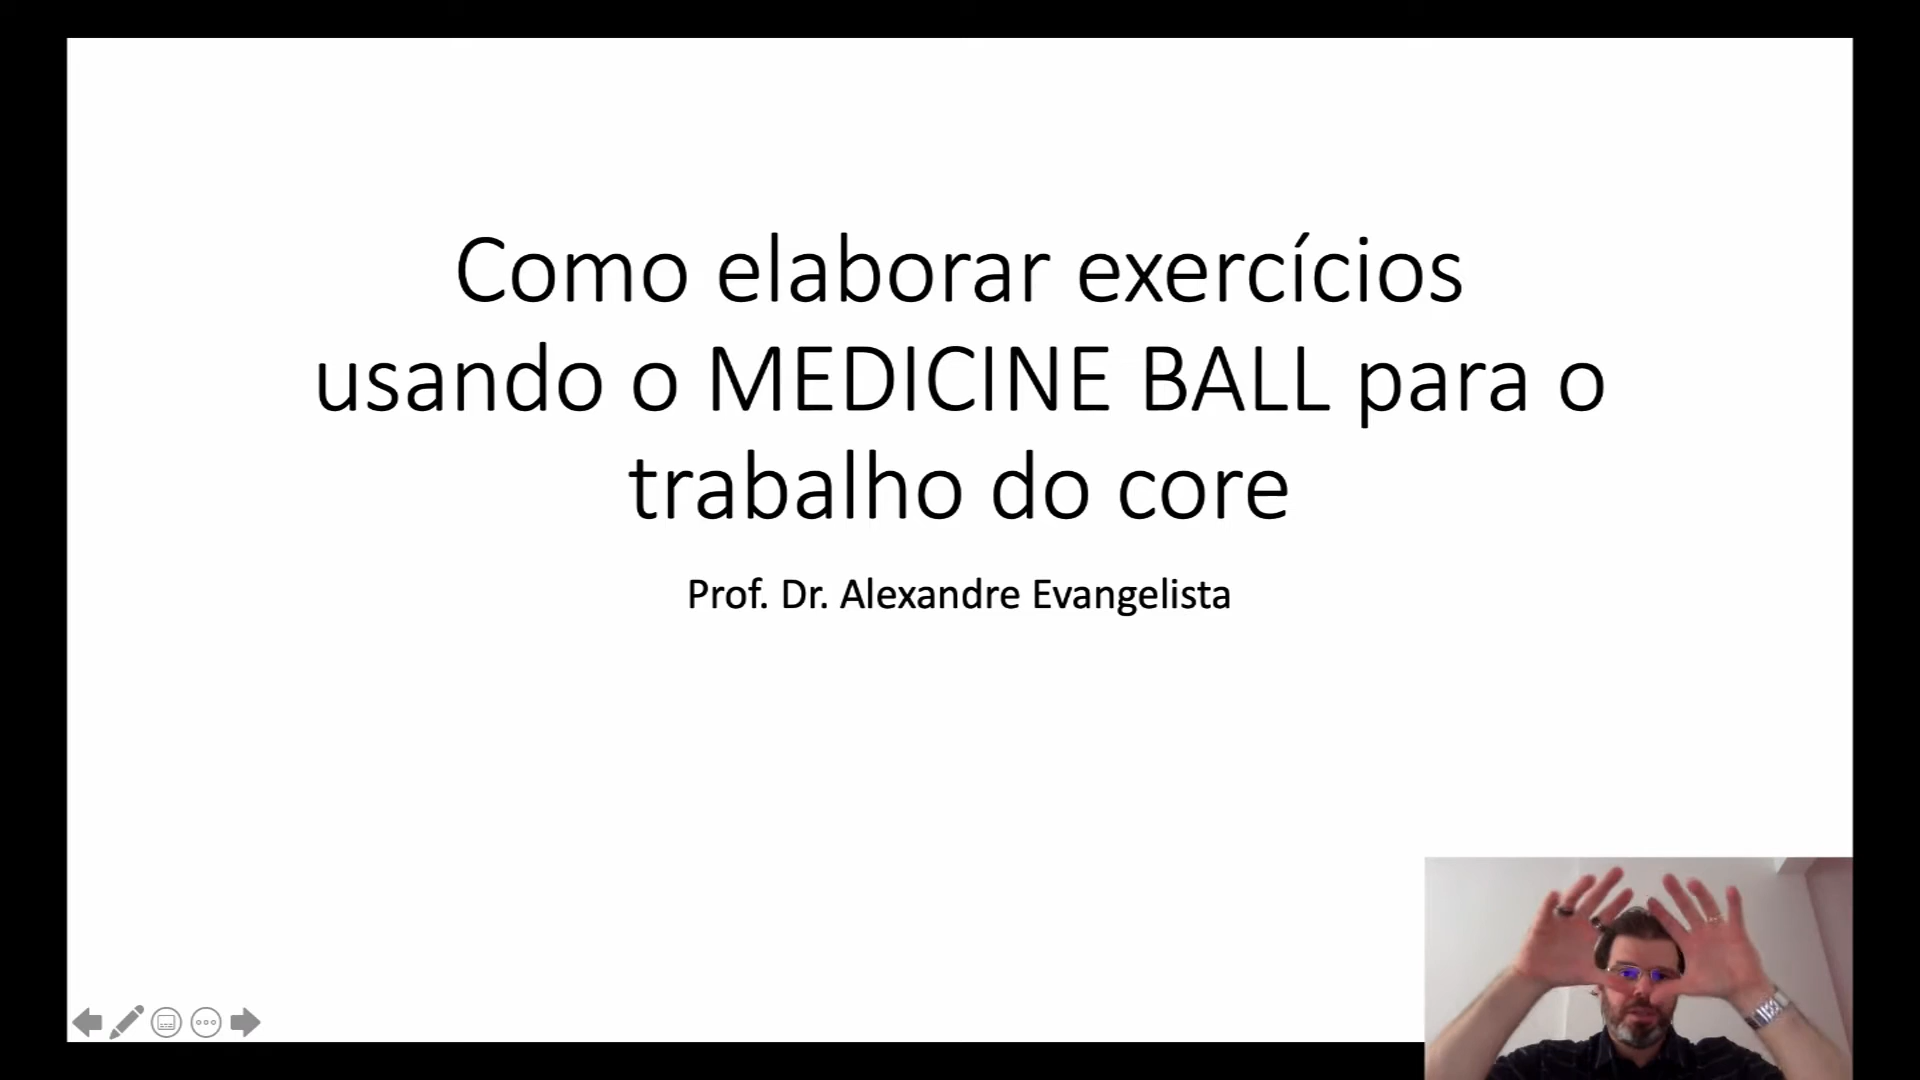 Como elaborar exercícios
usando o MEDICINE BALL para o
trabalho do core
Prof. Dr. Alexandre Evangelista